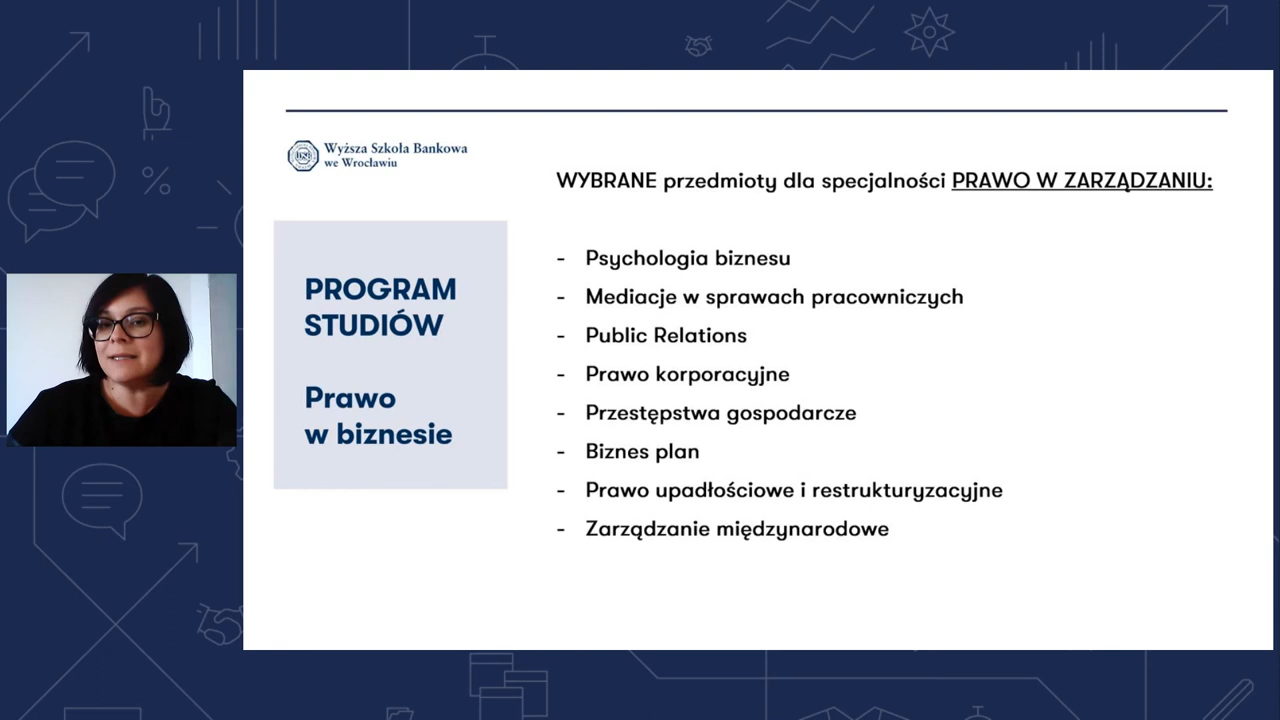 Wyższa Szkoła Bankowa
we Wrocławiu
WYBRANE przedmioty dla specjalności PRAWO W ZARZĄDZANIU:
PROGRAM
STUDIÓW
Prawo
w biznesie
- Psychologia biznesu
- Mediacje w sprawach pracowniczych
- Public Relations
- Prawo korporacyjne
- Przestępstwa gospodarcze
- Biznes plan
- Prawo upadłościowe i restrukturyzacyjne
- Zarządzanie międzynarodowe